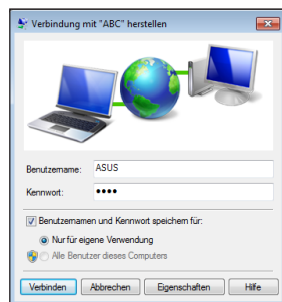 Verbindung mit "ABC" herstellen
Benutzername: ASUS
Kennwort: ••••
Benutzernamen und Kennwort speichern für:
Nur für eigene Verwendung
Alle Benutzer dieses Computers
Verbinden Abbrechen Eigenschaften Hilfe